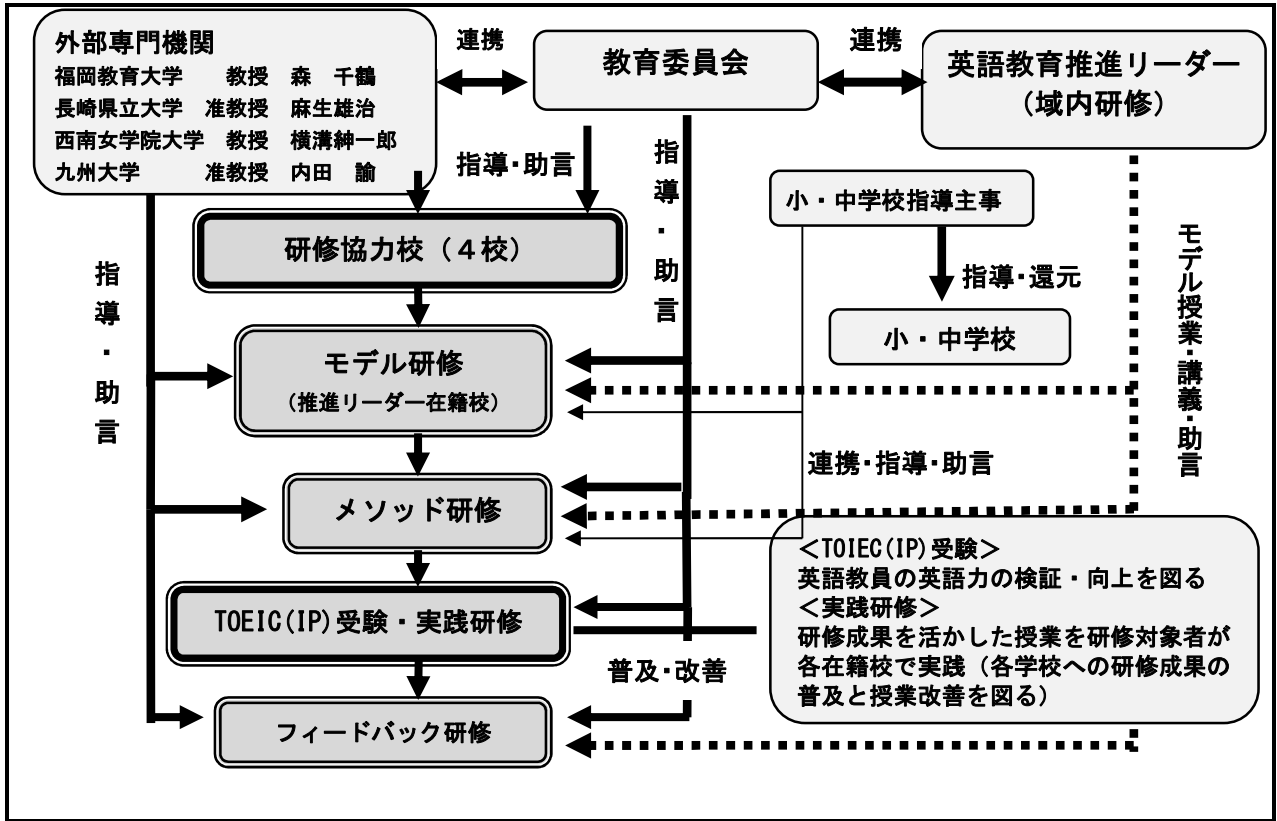 外部専門機関
福岡教育大学　教授　森　千鶴
長崎県立大学　准教授　麻生雄治
西南女学院大学　教授　横溝紳一郎
九州大学　准教授　内田　諭
連携
教育委員会
連携
英語教育推進リーダー
（域内研修）
指導・助言
指導・助言
小・中学校指導主事
研修協力校（４校）
指導・還元
小・中学校
指導・助言
モデル授業・講義・助言
モデル研修
（推進リーダー在籍校）
連携・指導・助言
メソッド研修
TOEIC(IP)受験・実践研修
普及・改善
＜TOIEC(IP)受験＞
英語教員の英語力の検証・向上を図る
＜実践研修＞
研修成果を活かした授業を研修対象者が
各在籍校で実践（各学校への研修成果の
普及と授業改善を図る）
フィードバック研修